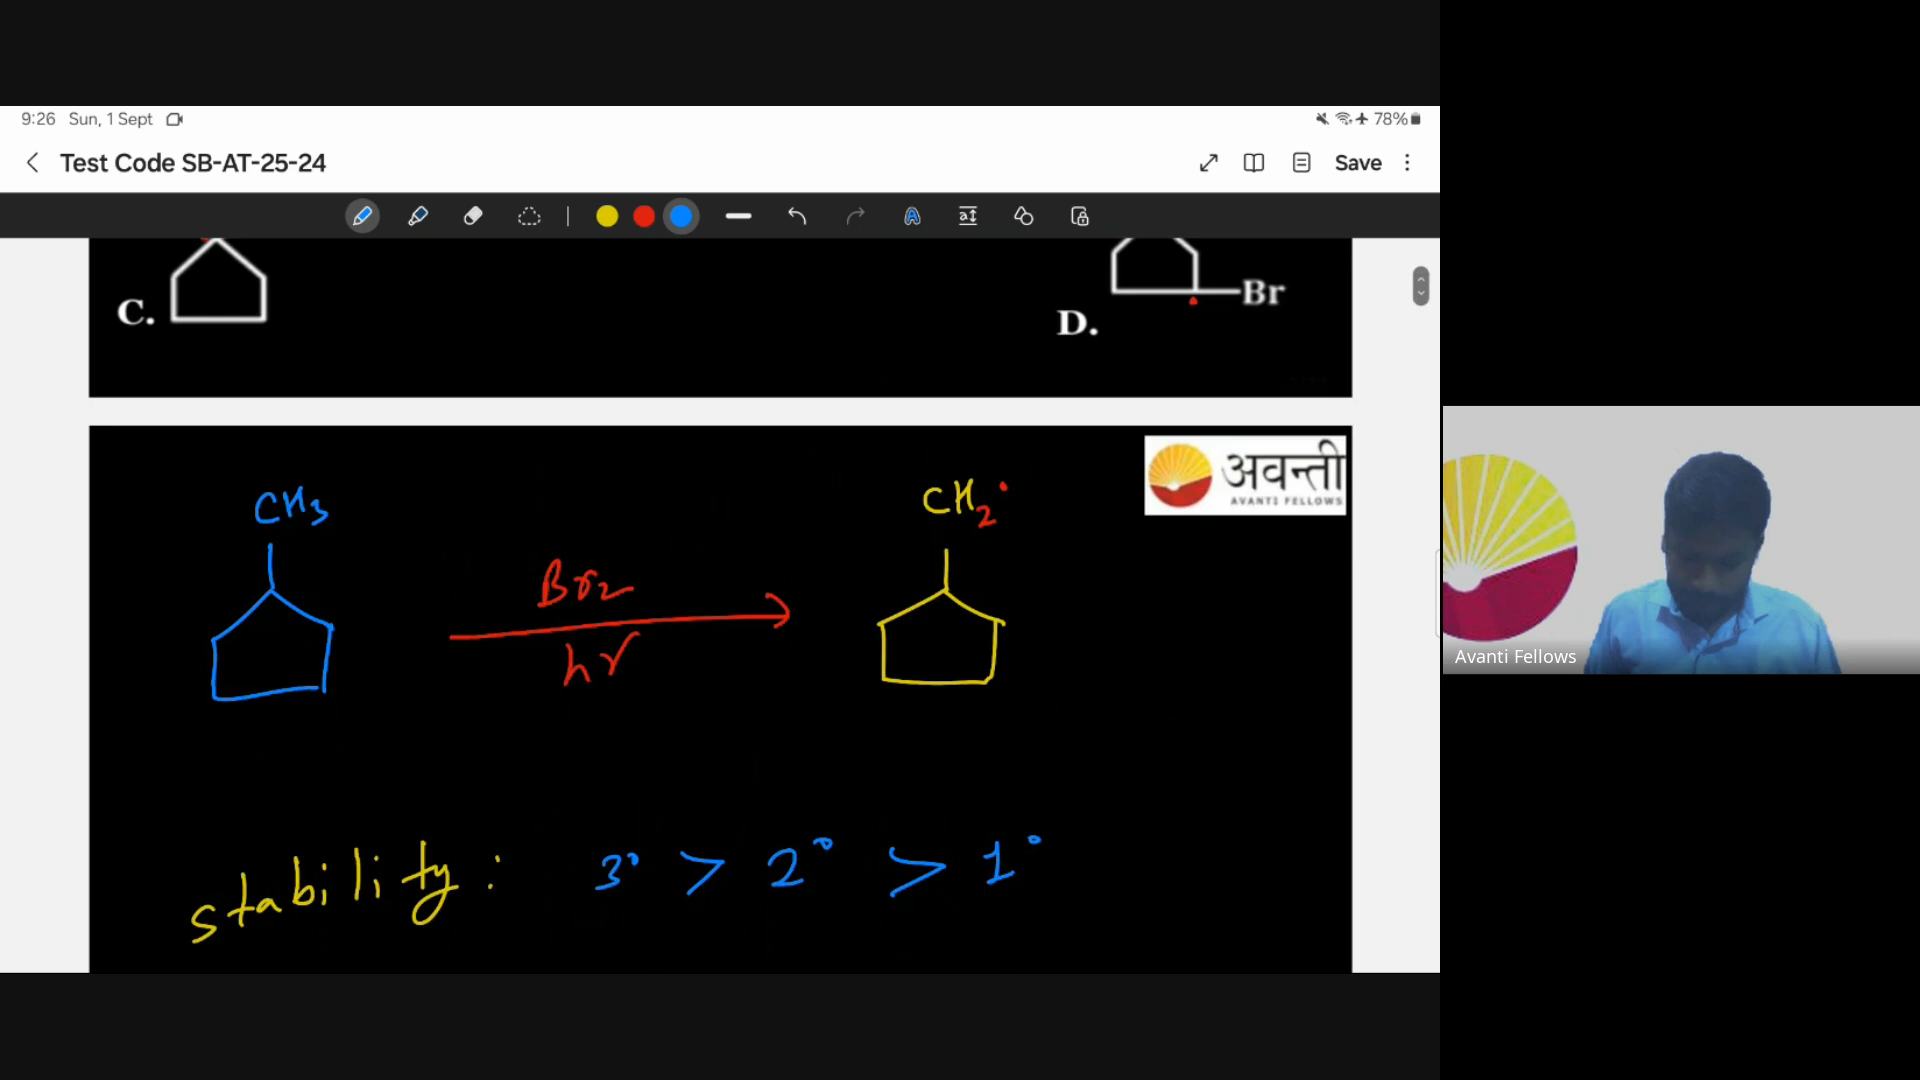 9:26 Sun, 1 Sept 78%
Test Code SB-AT-25-24 Save
Br
C. D.
अवन्ती
AVANTI FELLOWS
CH3 CH2•
Br2
hν
stability: 3° > 2° > 1°
Avanti Fellows